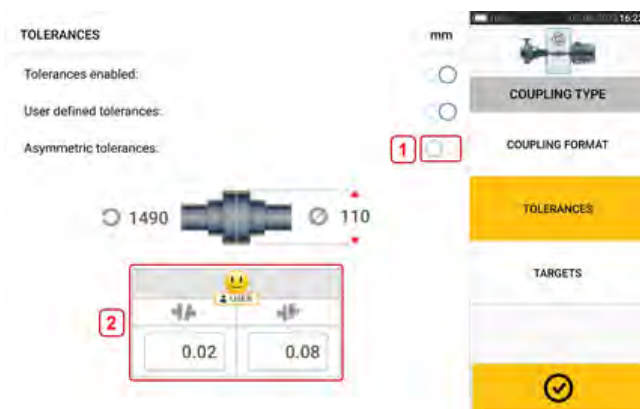 TOLERANCES
mm
Tolerances enabled:
User defined tolerances:
Asymmetric tolerances:
1
1490
110
2
USER
0.02
0.08
16:22
COUPLING TYPE
COUPLING FORMAT
TOLERANCES
TARGETS